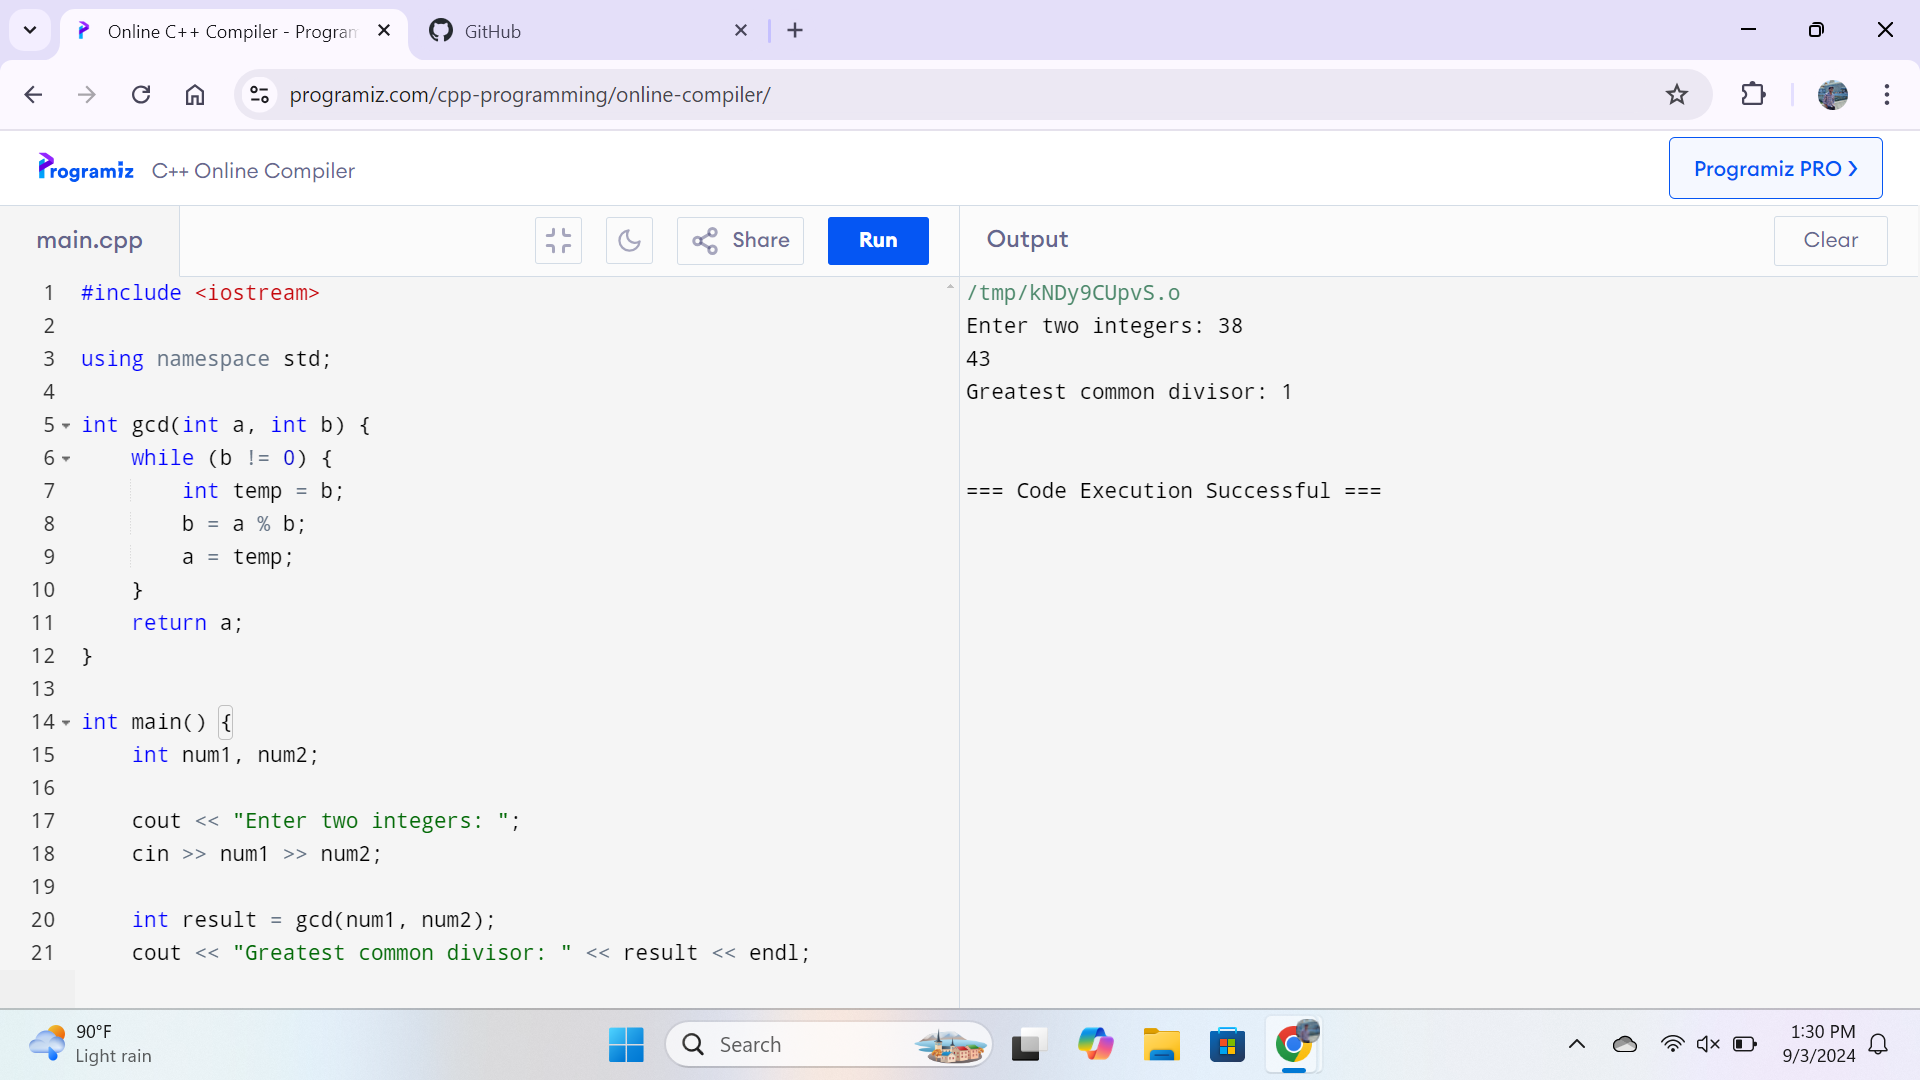 Online C++ Compiler - Program
GitHub
programiz.com/cpp-programming/online-compiler/
Programiz C++ Online Compiler
Programiz PRO
main.cpp
Share
Run
Output
Clear
1 #include <iostream>
2
3 using namespace std;
4
5 int gcd(int a, int b) {
6     while (b != 0) {
7         int temp = b;
8         b = a % b;
9         a = temp;
10     }
11     return a;
12 }
13
14 int main() {
15     int num1, num2;
16
17     cout << "Enter two integers: ";
18     cin >> num1 >> num2;
19
20     int result = gcd(num1, num2);
21     cout << "Greatest common divisor: " << result << endl;
/tmp/kNDy9CUpvS.o
Enter two integers: 38
43
Greatest common divisor: 1
=== Code Execution Successful ===
90°F
Light rain
Search
1:30 PM
9/3/2024